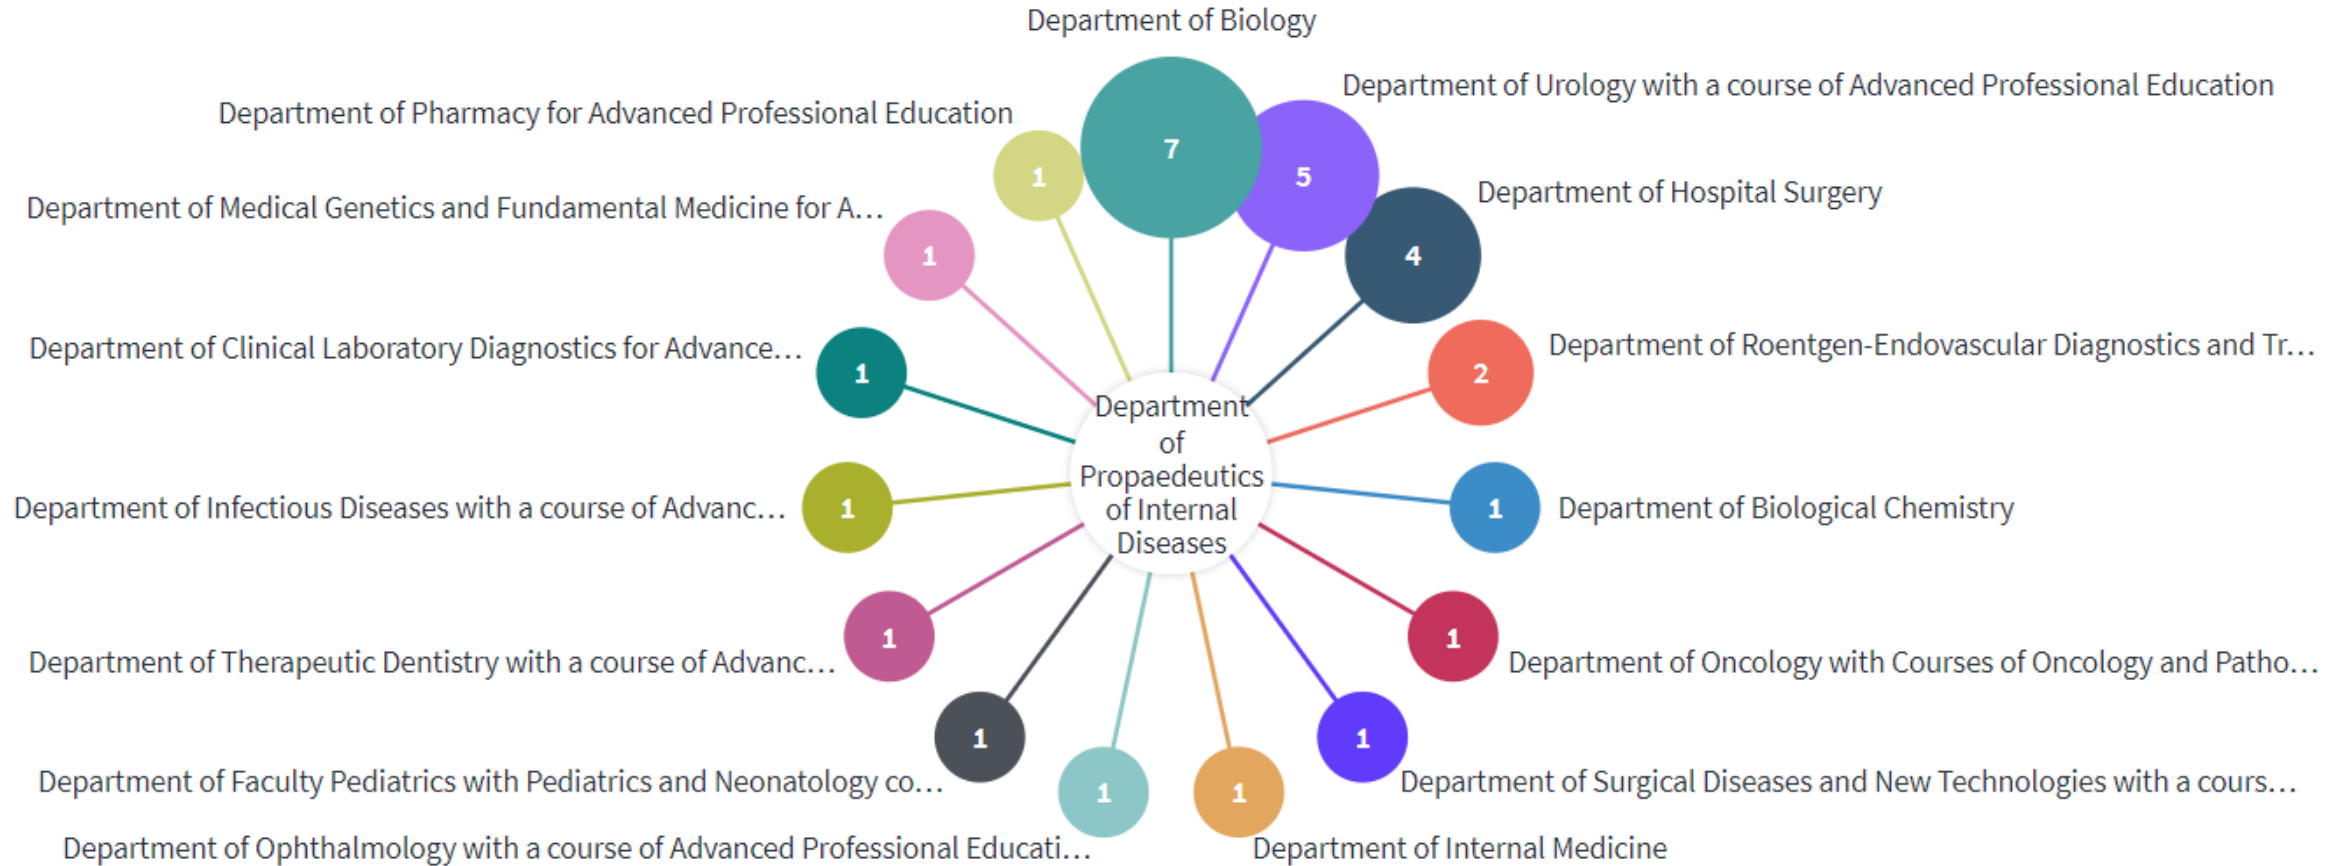 Department of Biology
7
Department of Urology with a course of Advanced Professional Education
5
Department of Hospital Surgery
4
Department of Roentgen-Endovascular Diagnostics and Tr...
2
Department of Biological Chemistry
1
Department of Oncology with Courses of Oncology and Patho...
1
Department of Surgical Diseases and New Technologies with a cours...
1
Department of Internal Medicine
1
Department of Ophthalmology with a course of Advanced Professional Educati...
1
Department of Faculty Pediatrics with Pediatrics and Neonatology co...
1
Department of Therapeutic Dentistry with a course of Advanc...
1
Department of Infectious Diseases with a course of Advanc...
1
Department of Clinical Laboratory Diagnostics for Advance...
1
Department of Medical Genetics and Fundamental Medicine for A...
1
Department of Pharmacy for Advanced Professional Education
1
Department
of
Propaedeutics
of Internal
Diseases